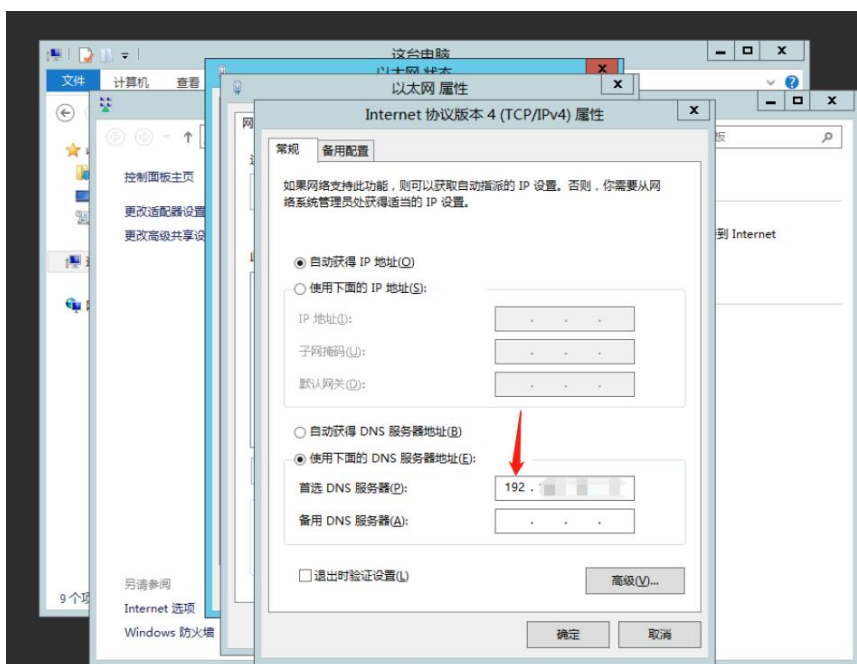 这台电脑
文件
计算机
查看
以太网 状态
以太网 属性
Internet 协议版本 4 (TCP/IPv4) 属性
常规
备用配置
如果网络支持此功能，则可以获取自动指派的 IP 设置。否则，你需要从网
络系统管理员处获得适当的 IP 设置。
自动获得 IP 地址(O)
使用下面的 IP 地址(S):
IP 地址(I):
子网掩码(U):
默认网关(D):
自动获得 DNS 服务器地址(B)
使用下面的 DNS 服务器地址(E):
首选 DNS 服务器(P):
192 .
备用 DNS 服务器(A):
退出时验证设置(L)
高级(V)...
确定
取消
控制面板主页
更改适配器设置
更改高级共享设
到 Internet
另请参阅
Internet 选项
Windows 防火墙
9 个项